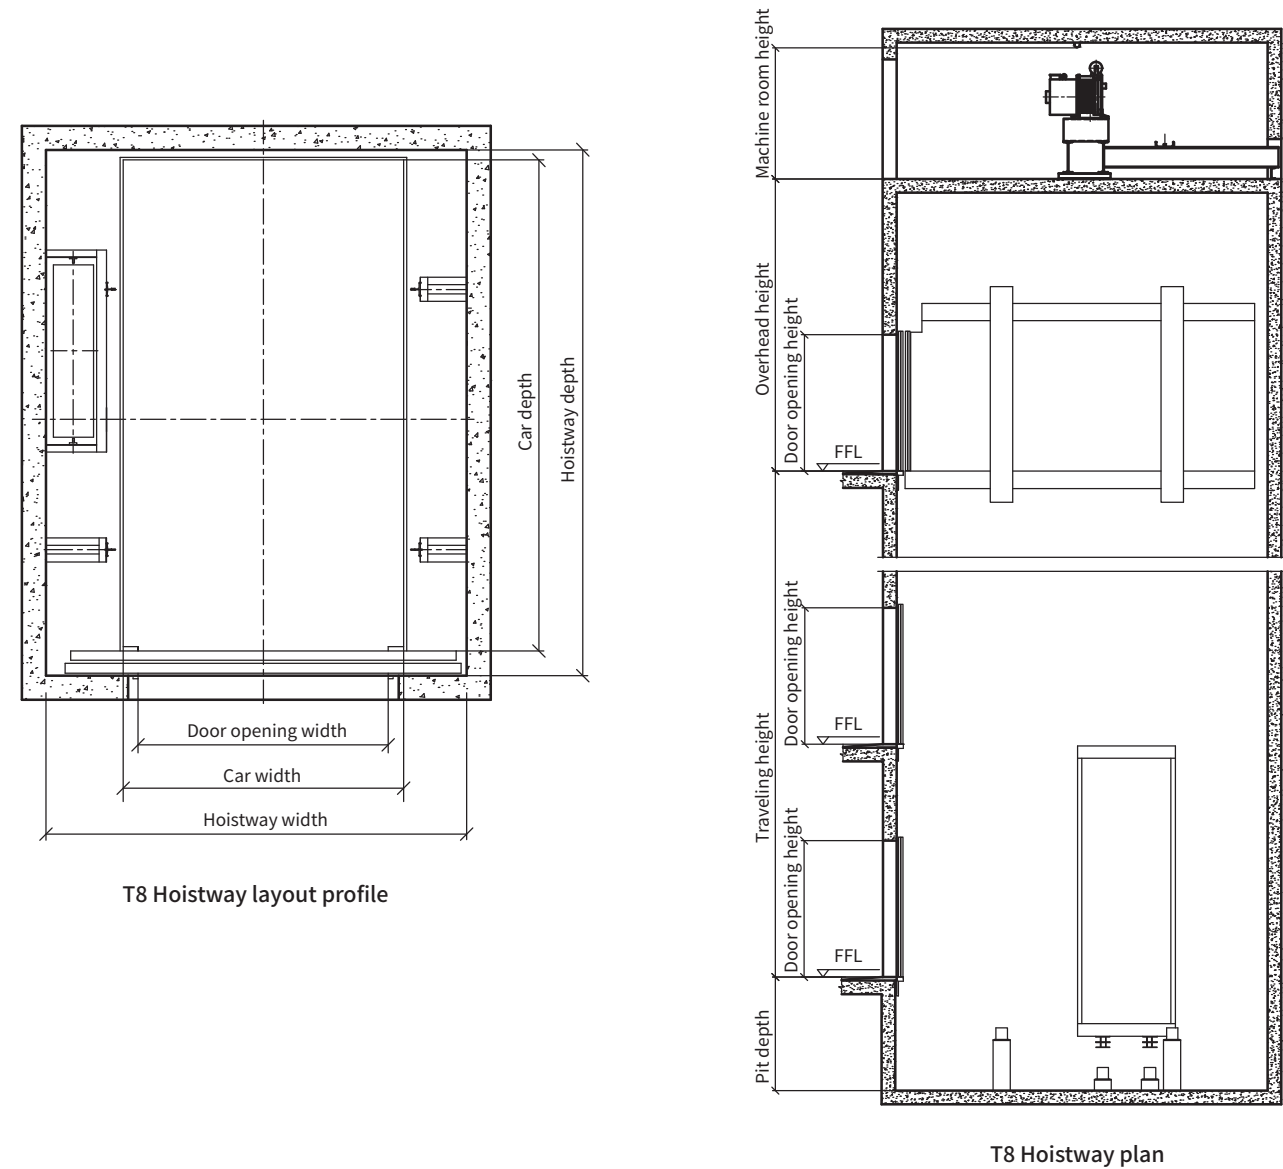 Car depth
Hoistway depth
Door opening width
Car width
Hoistway width
T8 Hoistway layout profile
Machine room height
Overhead height
Door opening height
FFL
Door opening height
FFL
Traveling height
Door opening height
FFL
Pit depth
T8 Hoistway plan